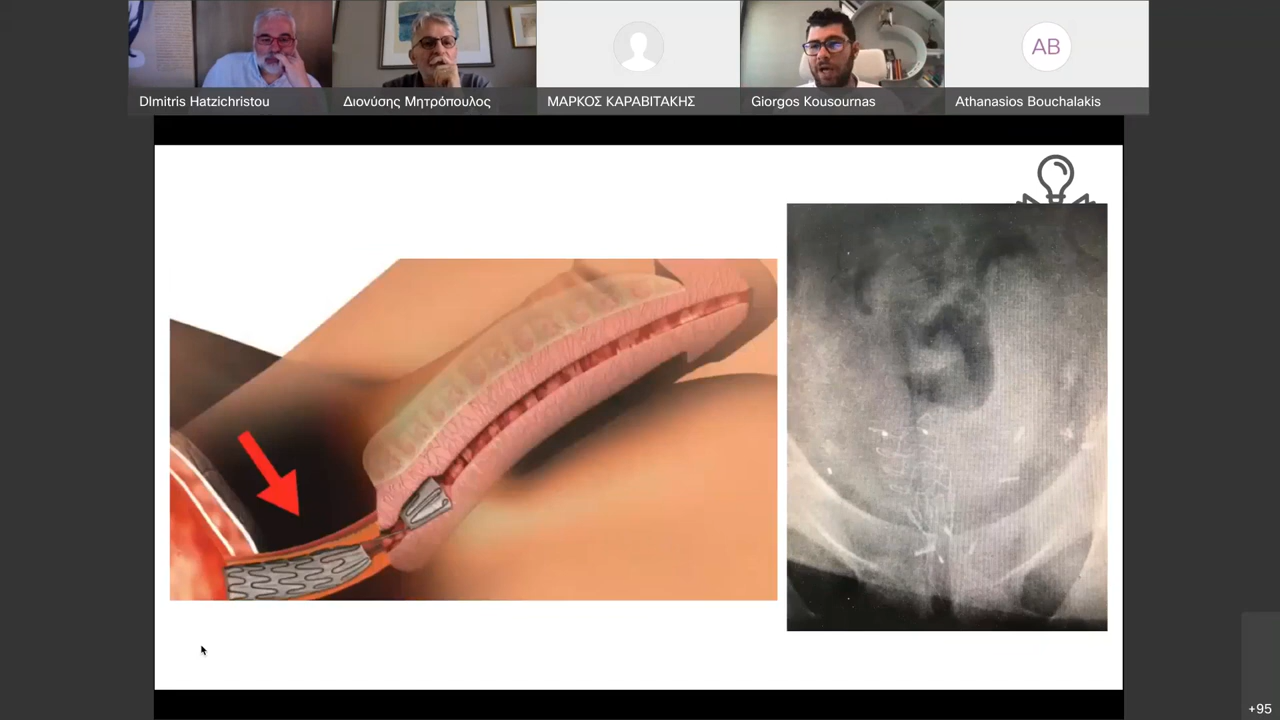 DImitris Hatzichristou
Διονύσης Μητρόπουλος
ΜΑΡΚΟΣ ΚΑΡΑΒΙΤΑΚΗΣ
Giorgos Kousournas
AB
Athanasios Bouchalakis
+95